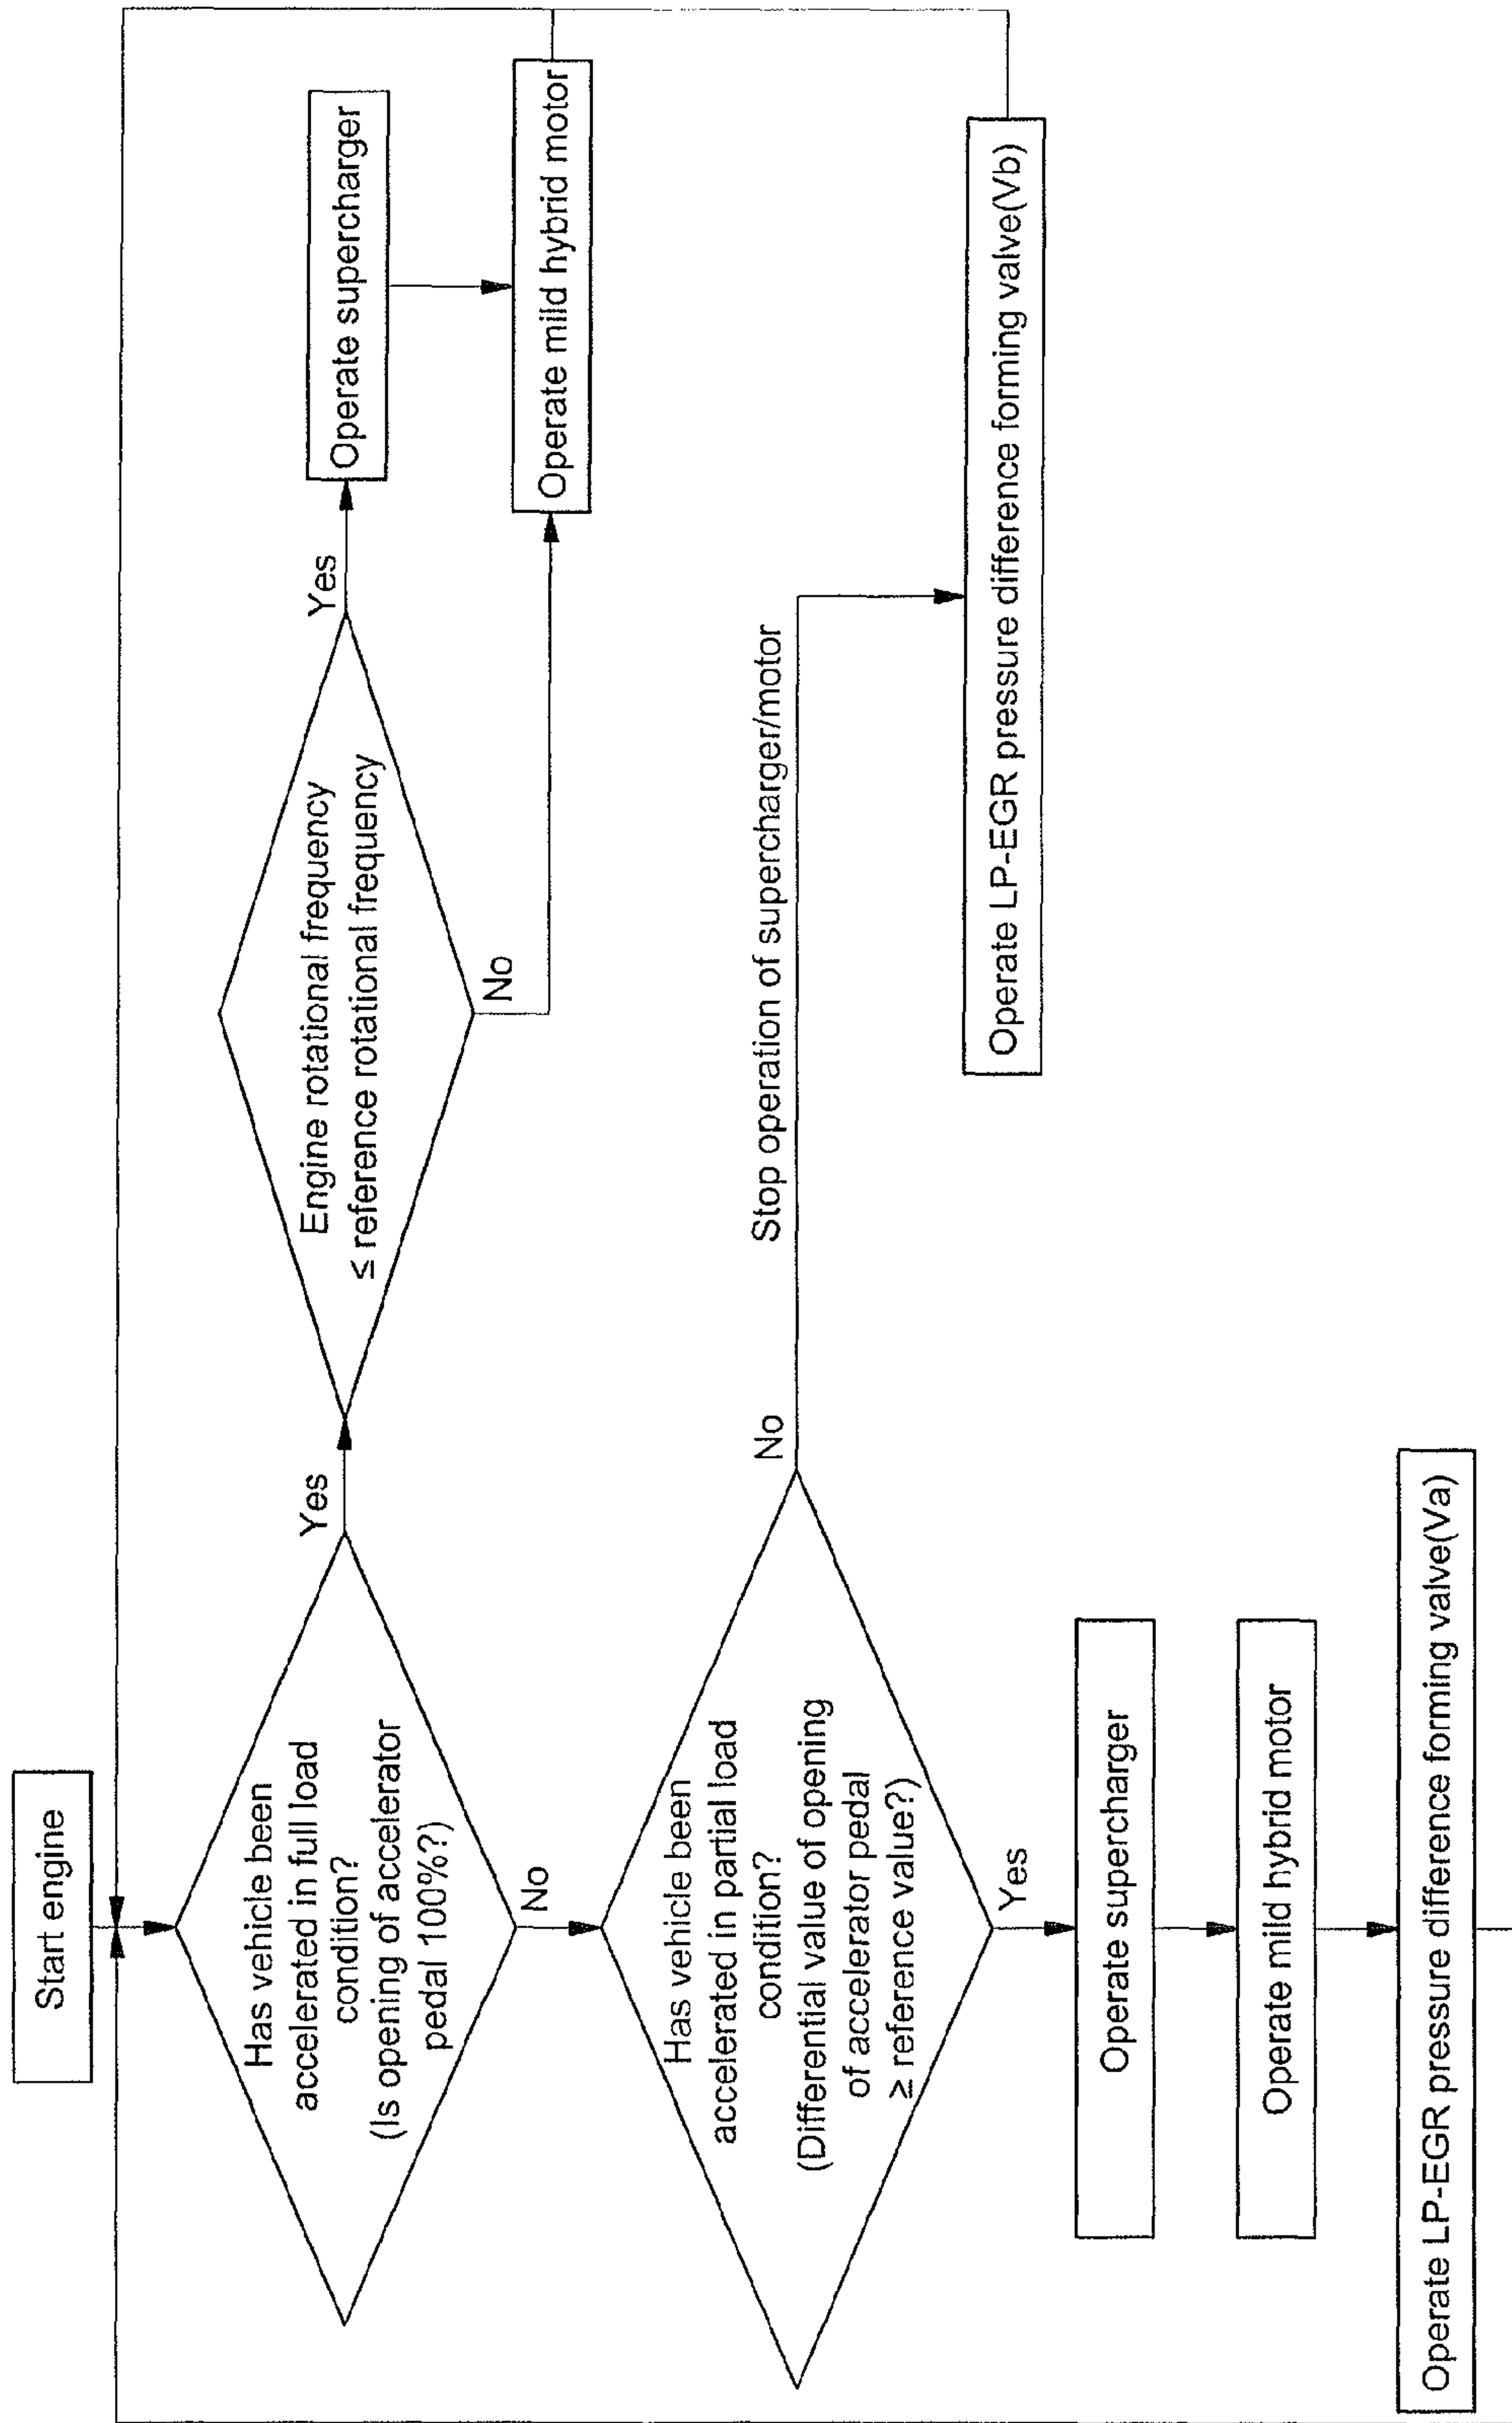 Start engine
Has vehicle been
accelerated in full load
condition?
(Is opening of accelerator
pedal 100%?)
Yes
Engine rotational frequency
≤ reference rotational frequency
Yes
Operate supercharger
No
Operate mild hybrid motor
No
Has vehicle been
accelerated in partial load
condition?
(Differential value of opening
of accelerator pedal
≥ reference value?)
No
Stop operation of supercharger/motor
Operate LP-EGR pressure difference forming valve(Vb)
Yes
Operate supercharger
Operate mild hybrid motor
Operate LP-EGR pressure difference forming valve(Va)